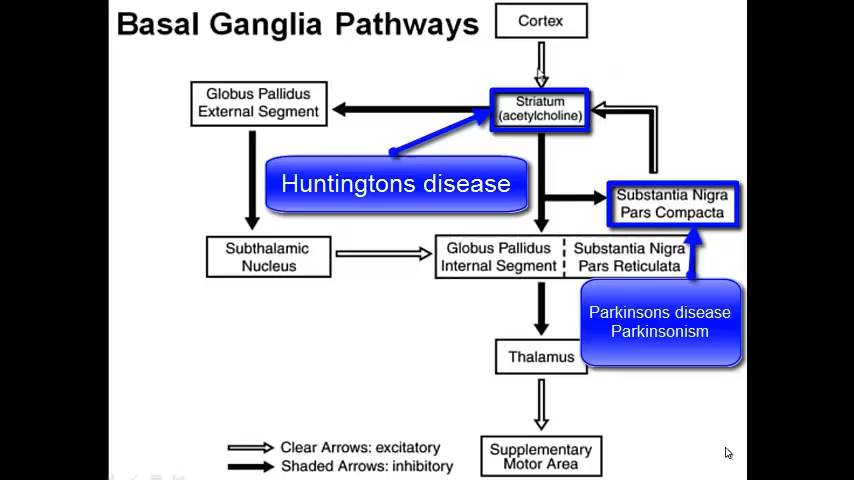 Basal Ganglia Pathways
Cortex
Globus Pallidus
External Segment
Striatum
(acetylcholine)
Huntingtons disease
Substantia Nigra
Pars Compacta
Subthalamic
Nucleus
Globus Pallidus
Internal Segment
Substantia Nigra
Pars Reticulata
Parkinsons disease
Parkinsonism
Thalamus
Clear Arrows: excitatory
Shaded Arrows: inhibitory
Supplementary
Motor Area